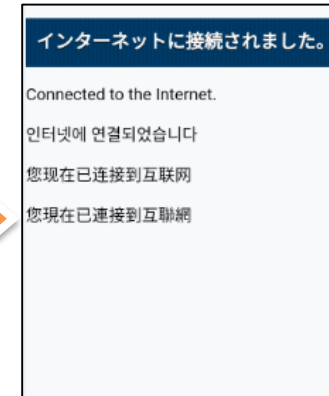 インターネットに接続されました。
Connected to the Internet.
인터넷에 연결되었습니다
您现在已连接到互联网
您現在已連接到互聯網